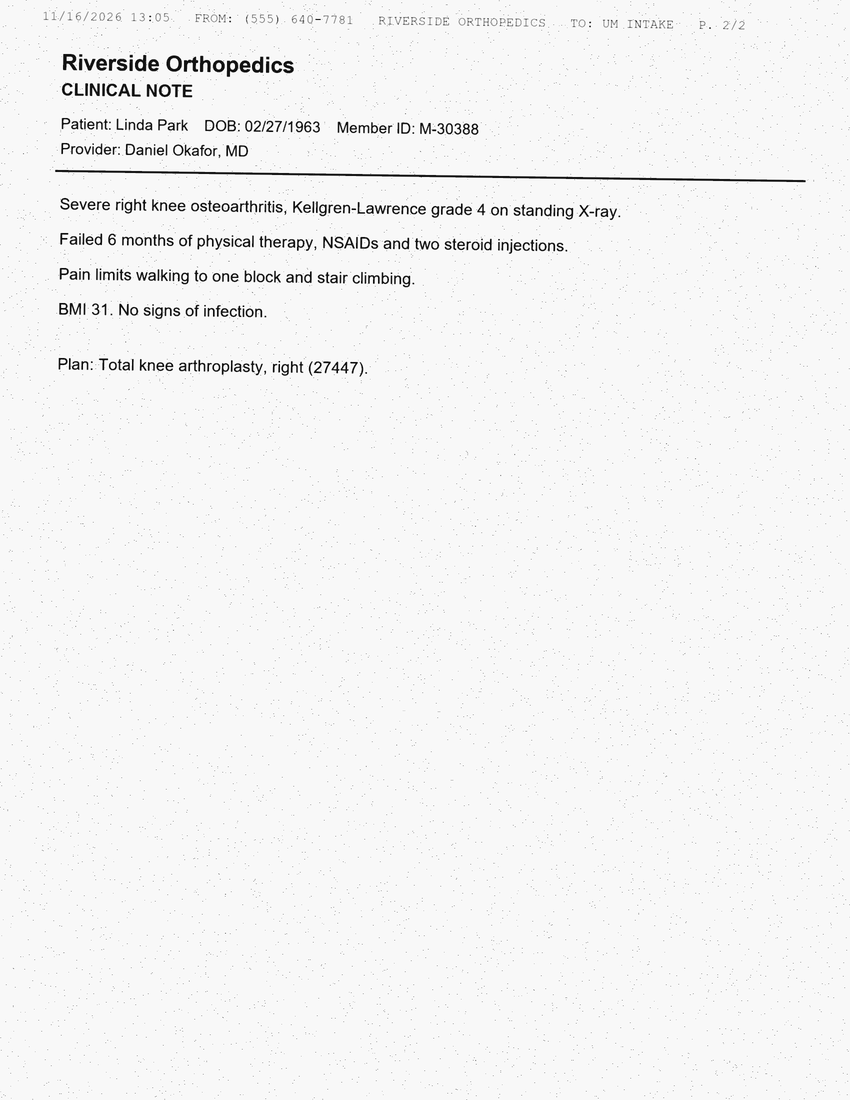 11/16/2026 13:05 FROM: (555) 640-7781 RIVERSIDE ORTHOPEDICS TO: UM INTAKE P. 2/2
Riverside Orthopedics
CLINICAL NOTE
Patient: Linda Park DOB: 02/27/1963 Member ID: M-30388
Provider: Daniel Okafor, MD
Severe right knee osteoarthritis, Kellgren-Lawrence grade 4 on standing X-ray.
Failed 6 months of physical therapy, NSAIDs and two steroid injections.
Pain limits walking to one block and stair climbing.
BMI 31. No signs of infection.
Plan: Total knee arthroplasty, right (27447).